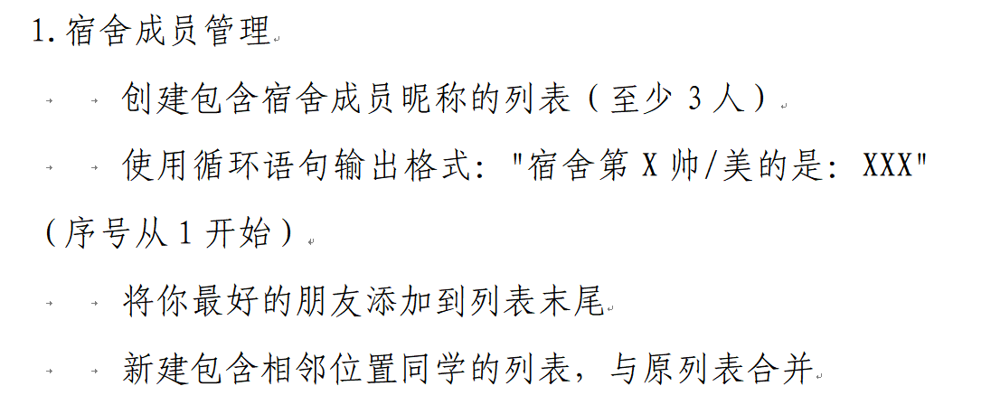 1.宿舍成员管理
创建包含宿舍成员昵称的列表（至少 3 人）
使用循环语句输出格式："宿舍第 X 帅/美的是：XXX"
（序号从 1 开始）
将你最好的朋友添加到列表末尾
新建包含相邻位置同学的列表，与原列表合并